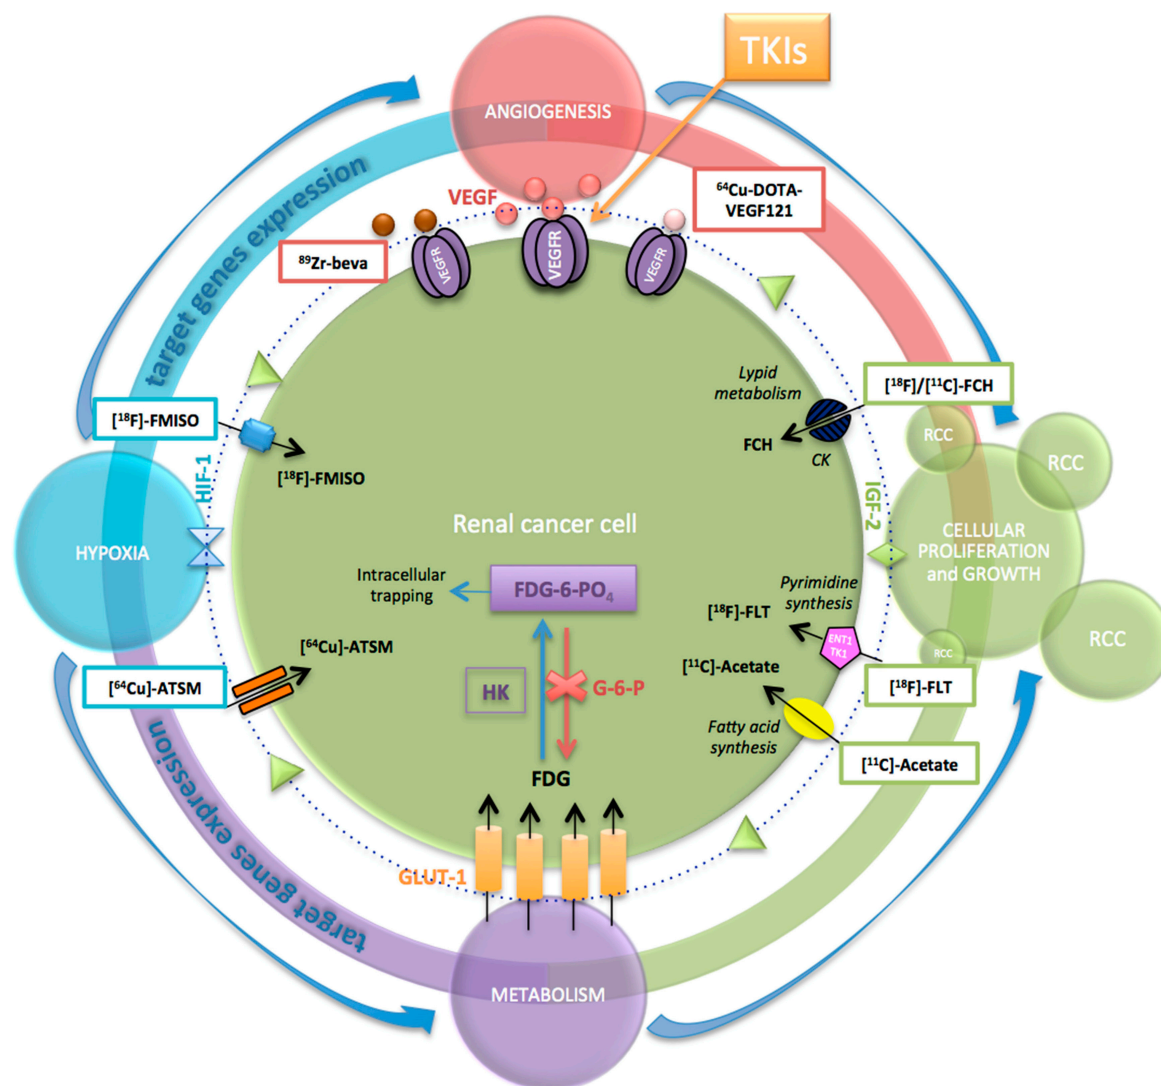 TKIs
ANGIOGENESIS
target genes expression
VEGF
⁶⁴Cu-DOTA-
VEGF121
⁸⁹Zr-beva
VEGFR
VEGFR
VEGFR
Lypid
metabolism
[¹⁸F]/[¹¹C]-FCH
[¹⁸F]-FMISO
FCH
CK
RCC
RCC
[¹⁸F]-FMISO
HIF-1
IGF-2
Renal cancer cell
HYPOXIA
CELLULAR
PROLIFERATION
and GROWTH
Intracellular
trapping
FDG-6-PO₄
Pyrimidine
synthesis
[¹⁸F]-FLT
ENT1
TK1
RCC
RCC
[⁶⁴Cu]-ATSM
[¹¹C]-Acetate
[⁶⁴Cu]-ATSM
HK
G-6-P
[¹⁸F]-FLT
Fatty acid
synthesis
[¹¹C]-Acetate
FDG
target genes expression
GLUT-1
METABOLISM